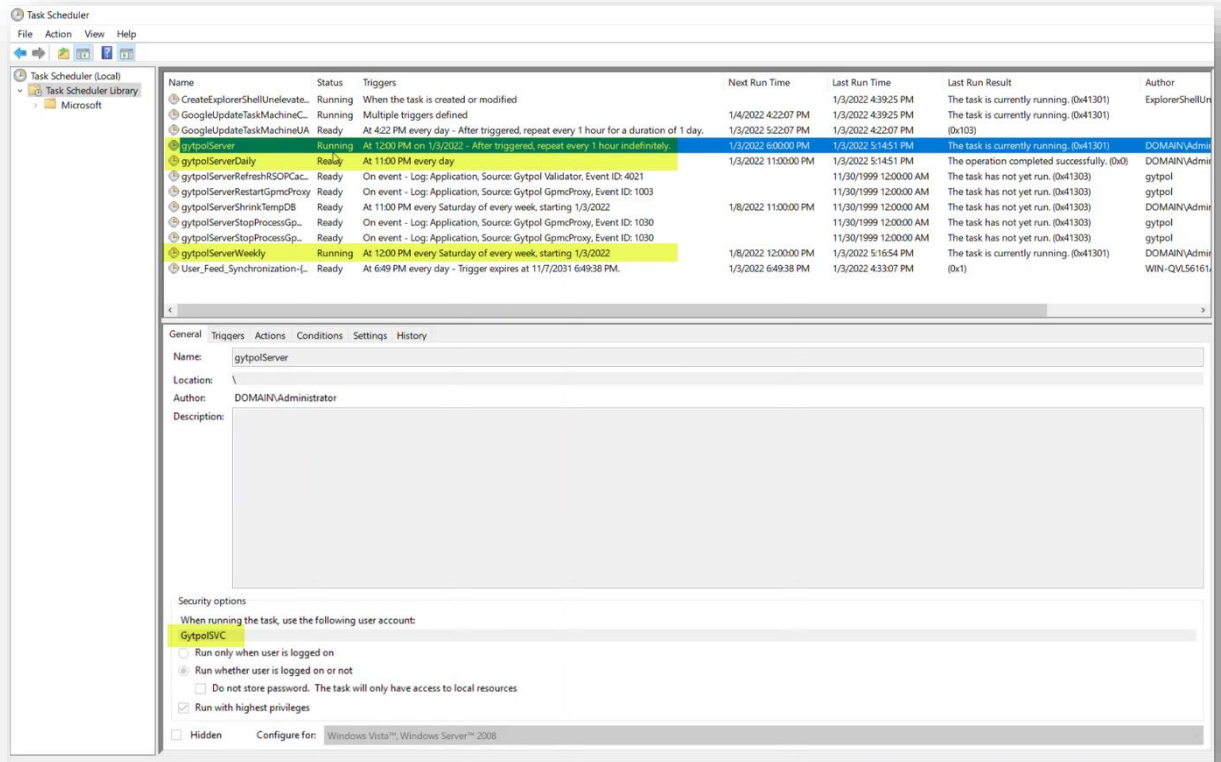 Task Scheduler
File Action View Help
Task Scheduler (Local)
Task Scheduler Library
Microsoft
Name Status Triggers Next Run Time Last Run Time Last Run Result Author
CreateExplorerShellUnelevate... Running When the task is created or modified 1/3/2022 4:39:25 PM The task is currently running. (0x41301) ExplorerShellUn
GoogleUpdateTaskMachineC... Running Multiple triggers defined 1/4/2022 4:22:07 PM 1/3/2022 4:39:25 PM The task is currently running. (0x41301)
GoogleUpdateTaskMachineUA Ready At 4:22 PM every day - After triggered, repeat every 1 hour for a duration of 1 day. 1/3/2022 5:22:07 PM 1/3/2022 4:22:07 PM (0x103)
gytpolServer Running At 12:00 PM on 1/3/2022 - After triggered, repeat every 1 hour indefinitely. 1/3/2022 6:00:00 PM 1/3/2022 5:14:51 PM The task is currently running. (0x41301) DOMAIN\Admir
gytpolServerDaily Ready At 11:00 PM every day 1/3/2022 11:00:00 PM 1/3/2022 5:14:51 PM The operation completed successfully. (0x0) DOMAIN\Admir
gytpolServerRefreshRSOPCac... Ready On event - Log: Application, Source: Gytpol Validator, Event ID: 4021 11/30/1999 12:00:00 AM The task has not yet run. (0x41303) gytpol
gytpolServerRestartGpmcProxy Ready On event - Log: Application, Source: Gytpol GpmcProxy, Event ID: 1003 11/30/1999 12:00:00 AM The task has not yet run. (0x41303) gytpol
gytpolServerShrinkTempDB Ready At 11:00 PM every Saturday of every week, starting 1/3/2022 1/8/2022 11:00:00 PM 11/30/1999 12:00:00 AM The task has not yet run. (0x41303) DOMAIN\Admir
gytpolServerStopProcessGp... Ready On event - Log: Application, Source: Gytpol GpmcProxy, Event ID: 1030 11/30/1999 12:00:00 AM The task has not yet run. (0x41303) gytpol
gytpolServerStopProcessGp... Ready On event - Log: Application, Source: Gytpol GpmcProxy, Event ID: 1030 11/30/1999 12:00:00 AM The task has not yet run. (0x41303) gytpol
gytpolServerWeekly Running At 12:00 PM every Saturday of every week, starting 1/3/2022 1/8/2022 12:00:00 PM 1/3/2022 5:16:54 PM The task is currently running. (0x41301) DOMAIN\Admir
User_Feed_Synchronization-{... Ready At 6:49 PM every day - Trigger expires at 11/7/2031 6:49:38 PM. 1/3/2022 6:49:38 PM 1/3/2022 4:33:07 PM (0x1) WIN-QVL56161/
General Triggers Actions Conditions Settings History
Name: gytpolServer
Location: \
Author: DOMAIN\Administrator
Description:
Security options
When running the task, use the following user account:
GytpolSVC
Run only when user is logged on
Run whether user is logged on or not
Do not store password. The task will only have access to local resources
Run with highest privileges
Hidden Configure for: Windows Vista™, Windows Server™ 2008